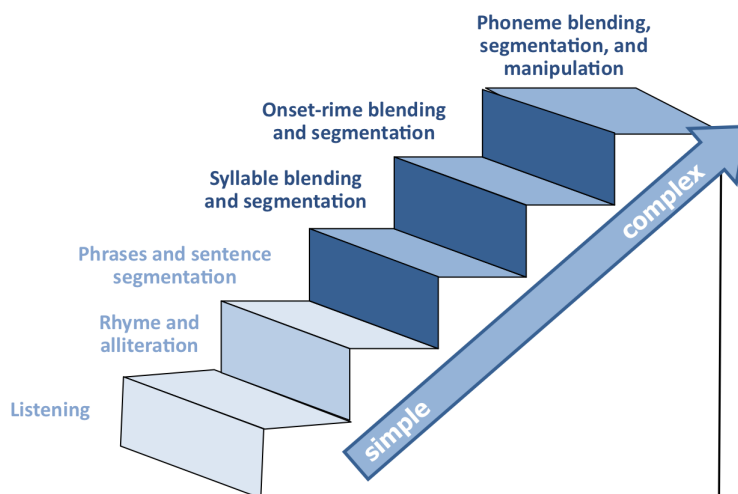 Phoneme blending,
segmentation, and
manipulation
Onset-rime blending
and segmentation
Syllable blending
and segmentation
Phrases and sentence
segmentation
Rhyme and
alliteration
Listening
simple
complex